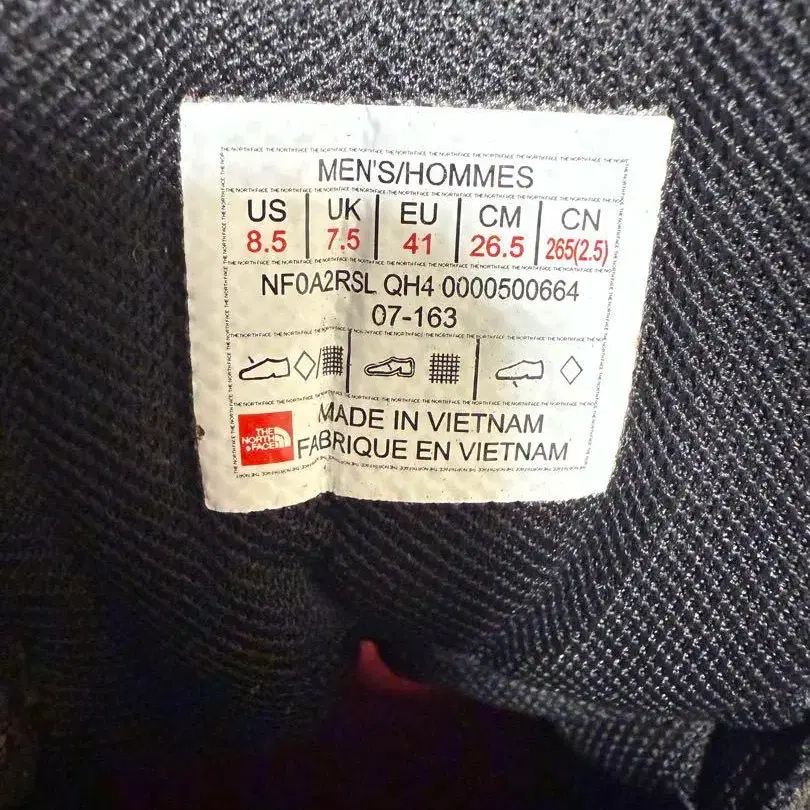 MEN'S/HOMMES
US UK EU CM CN
8.5 7.5 41 26.5 265(2.5)
NF0A2RSL QH4 0000500664
07-163
THE NORTH FACE
MADE IN VIETNAM
FABRIQUE EN VIETNAM